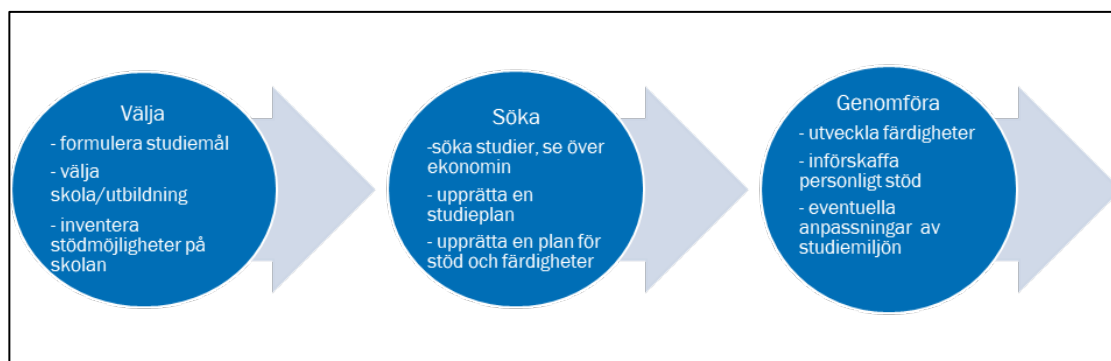 Välja
- formulera studiemål
- välja
skola/utbildning
- inventera
stödmöjligheter på
skolan
Söka
-söka studier, se över
ekonomin
- upprätta en
studieplan
- upprätta en plan för
stöd och färdigheter
Genomföra
- utveckla färdigheter
- införskaffa
personligt stöd
- eventuella
anpassningar av
studiemiljön